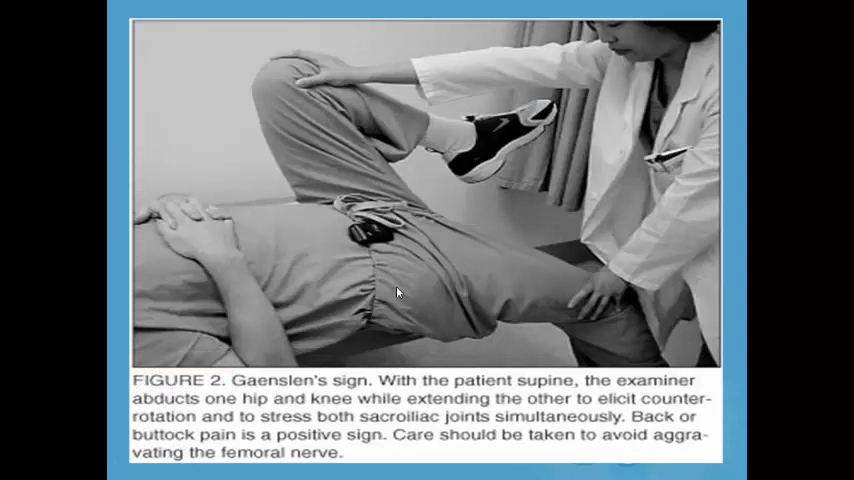 FIGURE 2. Gaenslen's sign. With the patient supine, the examiner
abducts one hip and knee while extending the other to elicit counter-
rotation and to stress both sacroiliac joints simultaneously. Back or
buttock pain is a positive sign. Care should be taken to avoid aggra-
vating the femoral nerve.